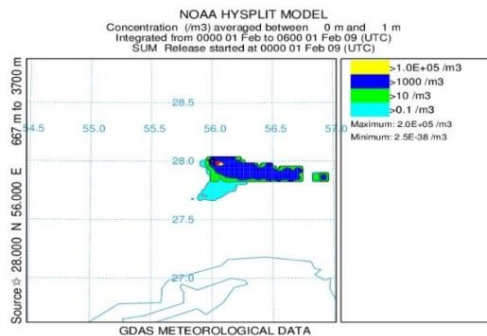 NOAA HYSPLIT MODEL
Concentration (/m3) averaged between 0 m and 1 m
Integrated from 0000 01 Feb to 0600 01 Feb 09 (UTC)
SUM Release started at 0000 01 Feb 09 (UTC)
Source ☆ 28.000 N 56.000 E 667 m to 3700 m
54.5 55.0 55.5 56.0 56.5 57.0
28.5
28.0
27.5
27.0
>1.0E+05 /m3
>1000 /m3
>10 /m3
>0.1 /m3
Maximum: 2.0E+05 /m3
Minimum: 2.5E-38 /m3
GDAS METEOROLOGICAL DATA